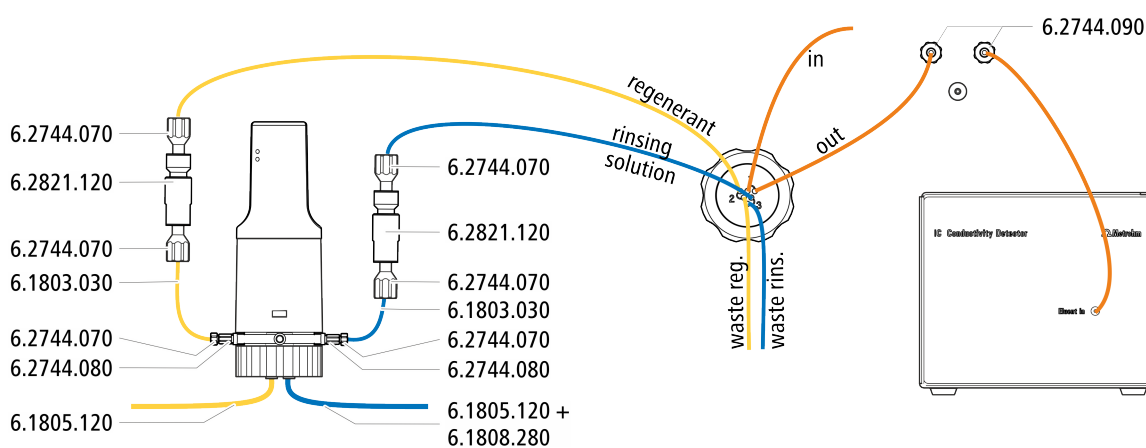 6.2744.070
6.2821.120
6.2744.070
6.1803.030
6.2744.070
6.2744.080
6.1805.120
6.2744.070
6.2821.120
6.2744.070
6.1803.030
6.2744.070
6.2744.080
6.1805.120 +
6.1808.280
regenerant
rinsing
solution
in
out
1
2
3
waste reg.
waste rins.
6.2744.090
IC Conductivity Detector
Metrohm
Eluent in